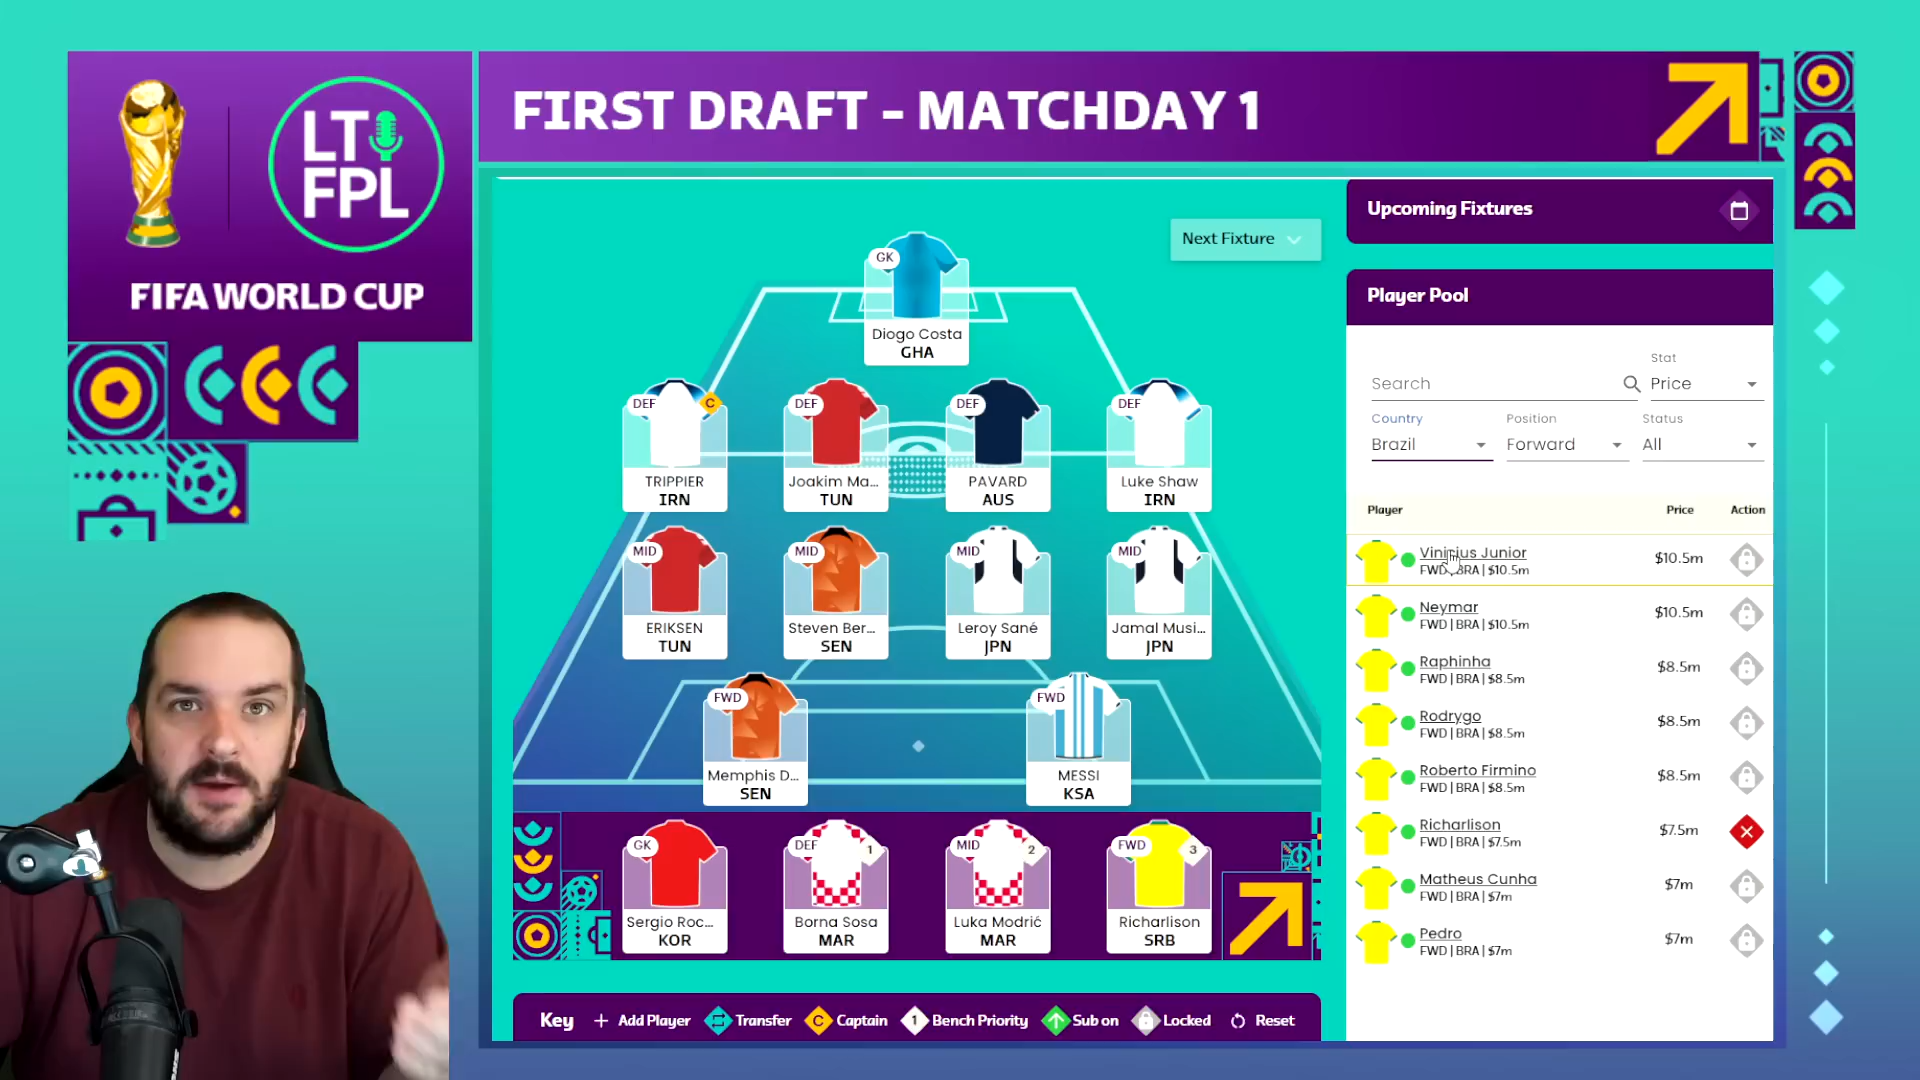 LT
FPL
FIFA WORLD CUP
FIRST DRAFT - MATCHDAY 1
Next Fixture
GK
Diogo Costa
GHA
DEF
C
DEF
DEF
DEF
TRIPPIER
IRN
Joakim Ma...
TUN
PAVARD
AUS
Luke Shaw
IRN
MID
MID
MID
MID
ERIKSEN
TUN
Steven Ber...
SEN
Leroy Sané
JPN
Jamal Musi...
JPN
FWD
FWD
Memphis D...
SEN
MESSI
KSA
GK
DEF
1
MID
2
FWD
3
Sergio Roc...
KOR
Borna Sosa
MAR
Luka Modrić
MAR
Richarlison
SRB
Key
Add Player
Transfer
C
Captain
1
Bench Priority
Sub on
Locked
Reset
Upcoming Fixtures
Player Pool
Search
Stat
Price
Country
Brazil
Position
Forward
Status
All
Player
Price
Action
Vinicius Junior
FWD | BRA | $10.5m
$10.5m
Neymar
FWD | BRA | $10.5m
$10.5m
Raphinha
FWD | BRA | $8.5m
$8.5m
Rodrygo
FWD | BRA | $8.5m
$8.5m
Roberto Firmino
FWD | BRA | $8.5m
$8.5m
Richarlison
FWD | BRA | $7.5m
$7.5m
Matheus Cunha
FWD | BRA | $7m
$7m
Pedro
FWD | BRA | $7m
$7m